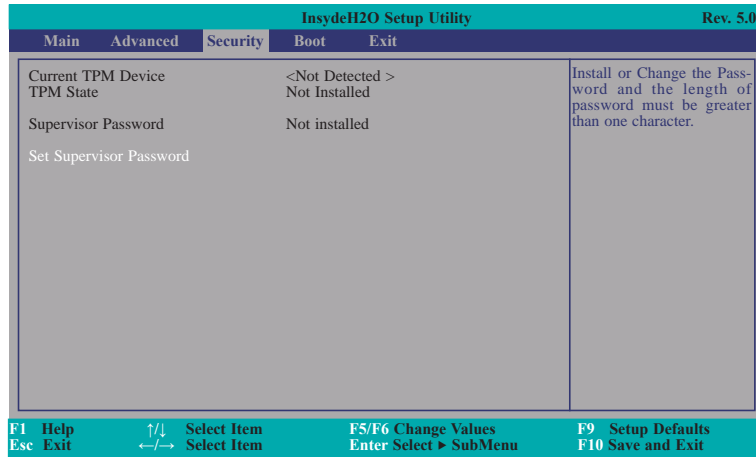 InsydeH2O Setup Utility Rev. 5.0
Main Advanced Security Boot Exit
Current TPM Device <Not Detected >
TPM State Not Installed
Supervisor Password Not installed
Set Supervisor Password
Install or Change the Pass-
word and the length of
password must be greater
than one character.
F1 Help ↑/↓ Select Item F5/F6 Change Values F9 Setup Defaults
Esc Exit ←/→ Select Item Enter Select ► SubMenu F10 Save and Exit